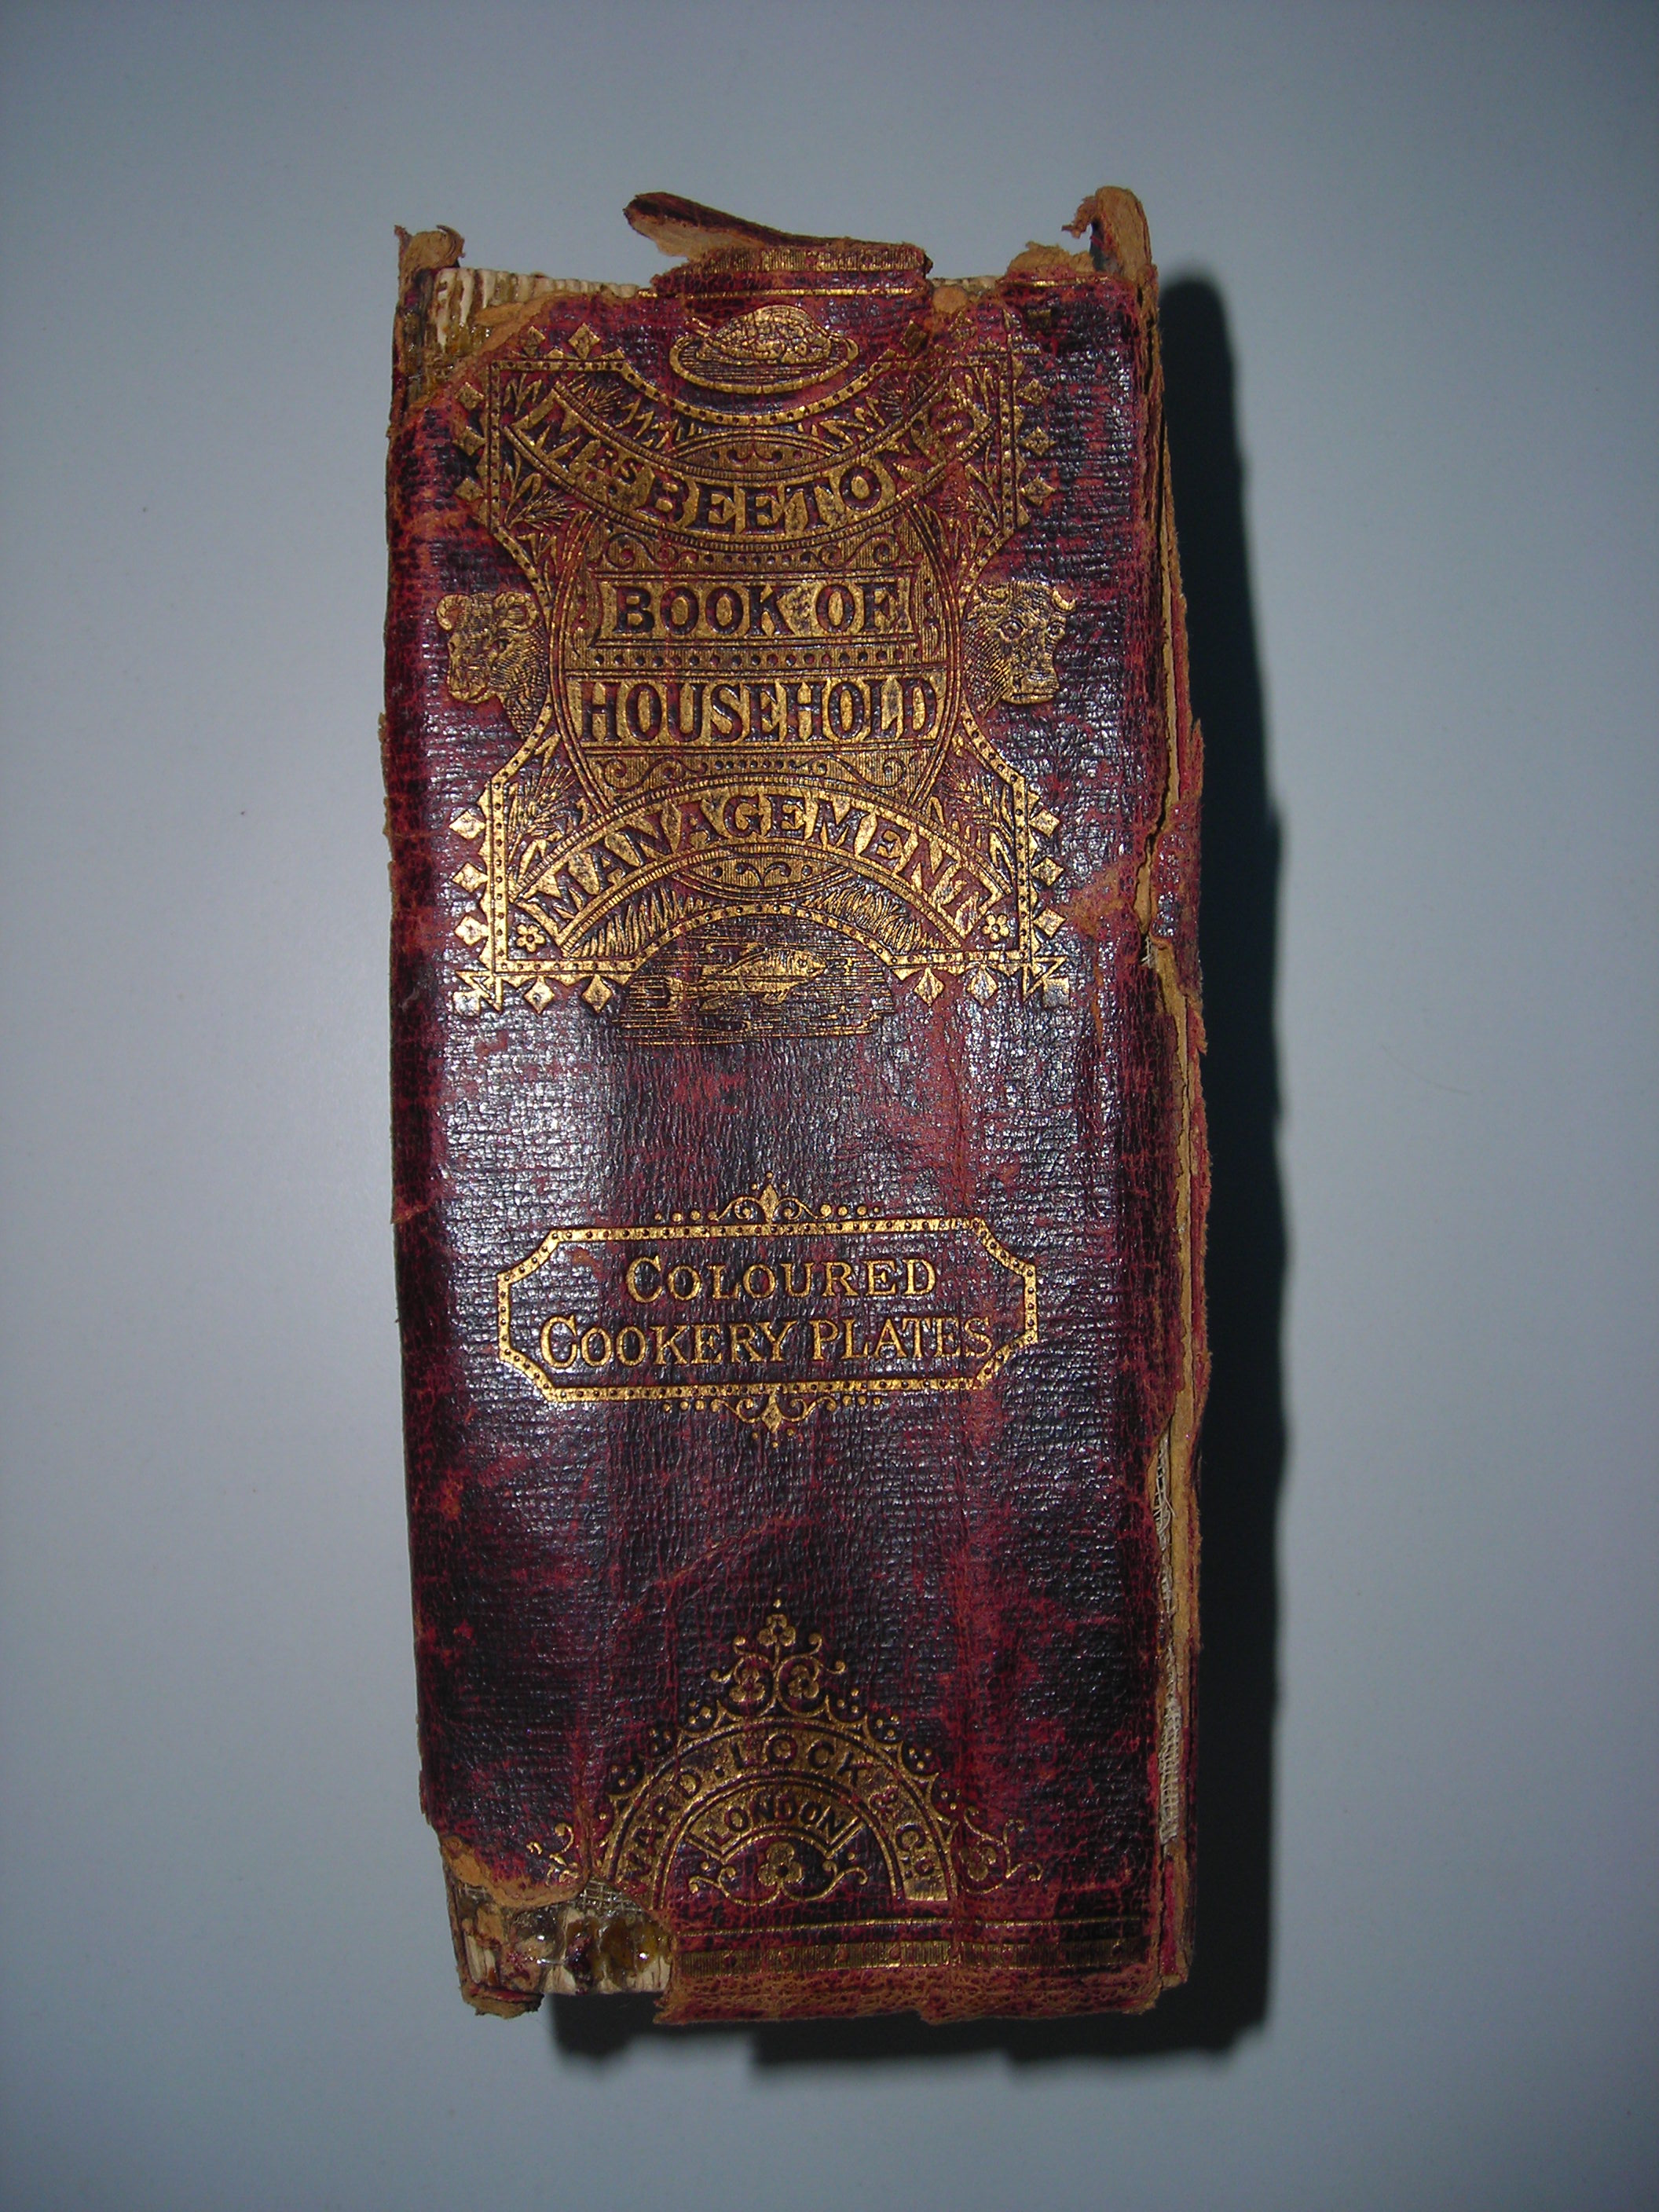 MRS BEETON'S
BOOK OF
HOUSEHOLD
MANAGEMENT
COLOURED
COOKERY PLATES
WARD. LOCK & Co.
LONDON